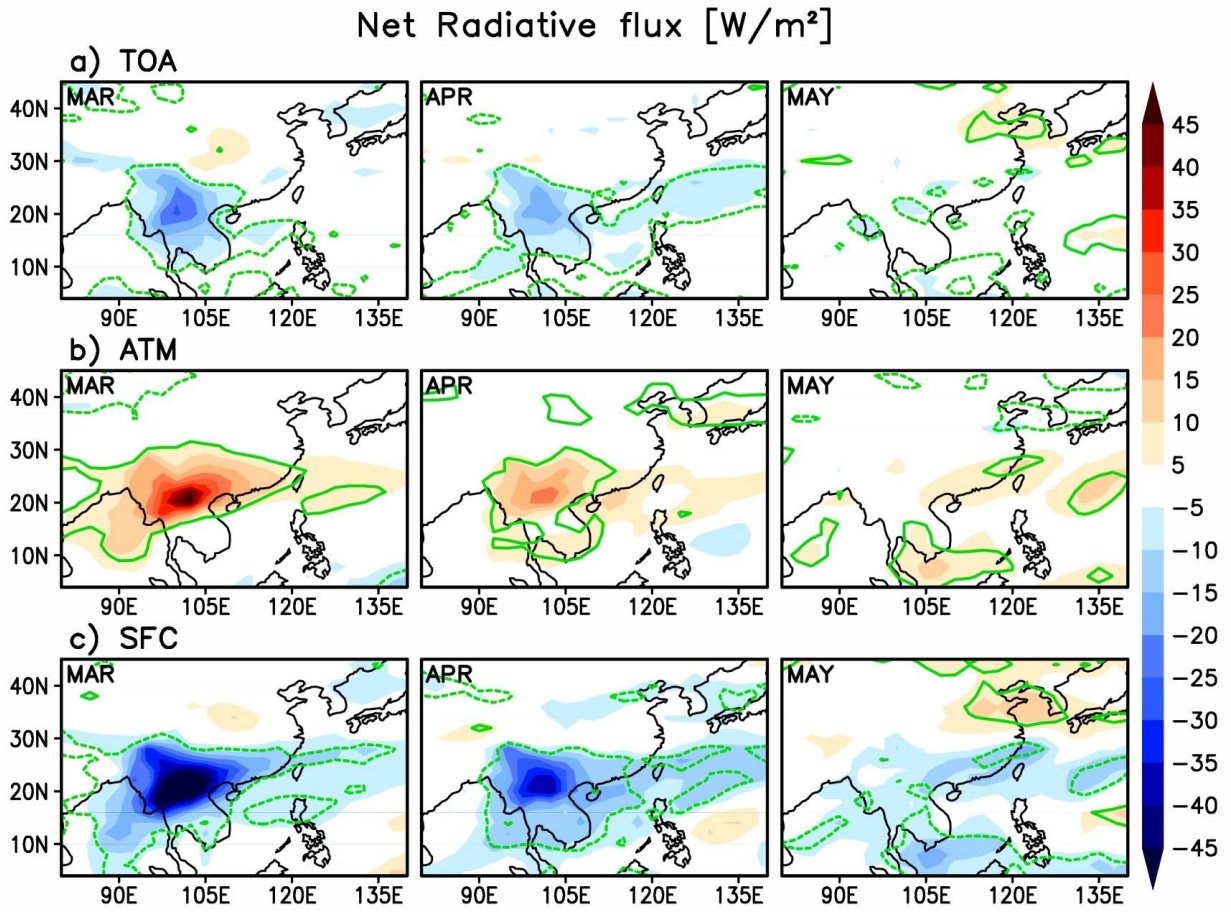 Net Radiative flux [W/m²]
a) TOA
MAR
APR
MAY
40N
30N
20N
10N
90E 105E 120E 135E
90E 105E 120E 135E
90E 105E 120E 135E
b) ATM
MAR
APR
MAY
40N
30N
20N
10N
90E 105E 120E 135E
90E 105E 120E 135E
90E 105E 120E 135E
c) SFC
MAR
APR
MAY
40N
30N
20N
10N
90E 105E 120E 135E
90E 105E 120E 135E
90E 105E 120E 135E
45
40
35
30
25
20
15
10
5
-5
-10
-15
-20
-25
-30
-35
-40
-45